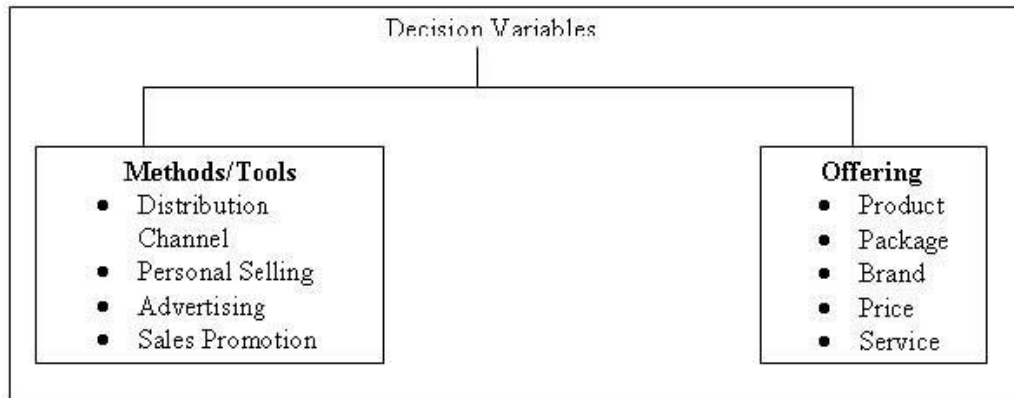 Decision Variables
Methods/Tools
• Distribution
Channel
• Personal Selling
• Advertising
• Sales Promotion
Offering
• Product
• Package
• Brand
• Price
• Service